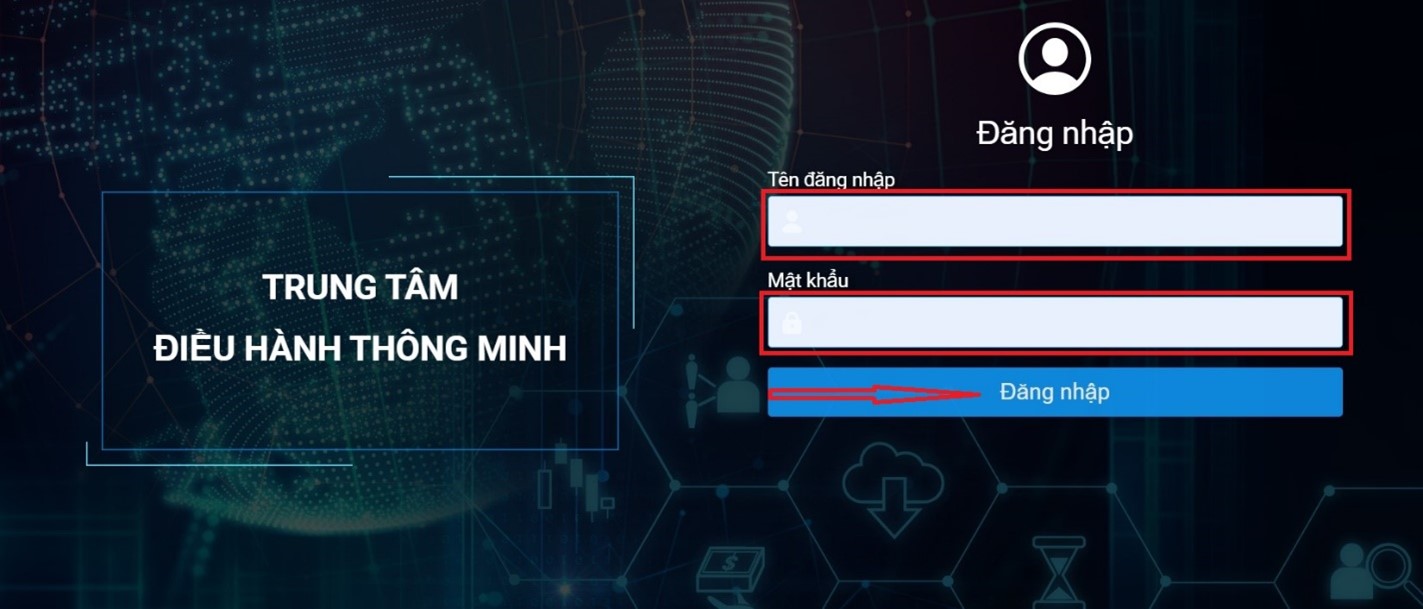 TRUNG TÂM
ĐIỀU HÀNH THÔNG MINH
Đăng nhập
Tên đăng nhập
Mật khẩu
Đăng nhập